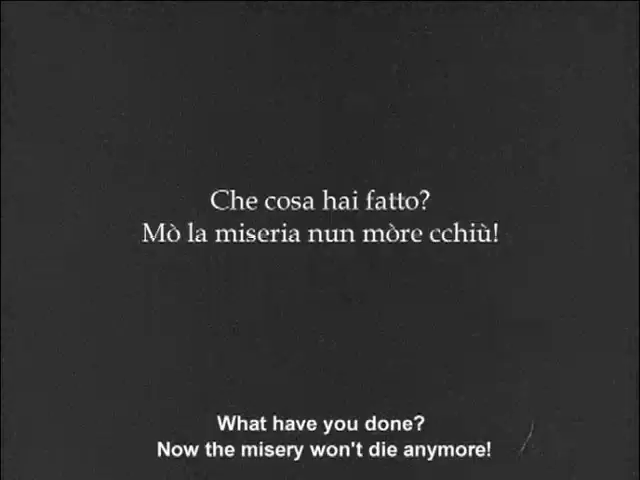 Che cosa hai fatto?
Mò la miseria nun mòre cchiù!
What have you done?
Now the misery won't die anymore!